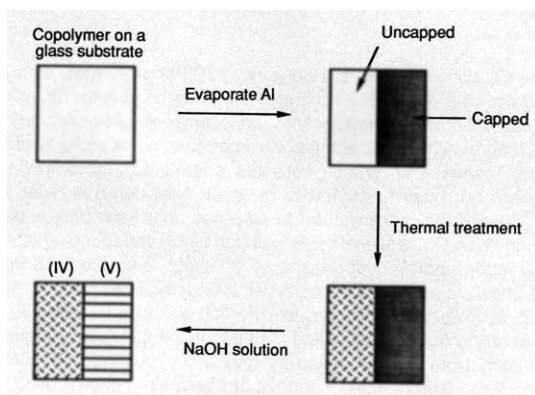 Copolymer on a
glass substrate
Evaporate Al
Uncapped
Capped
Thermal treatment
(IV) (V)
NaOH solution